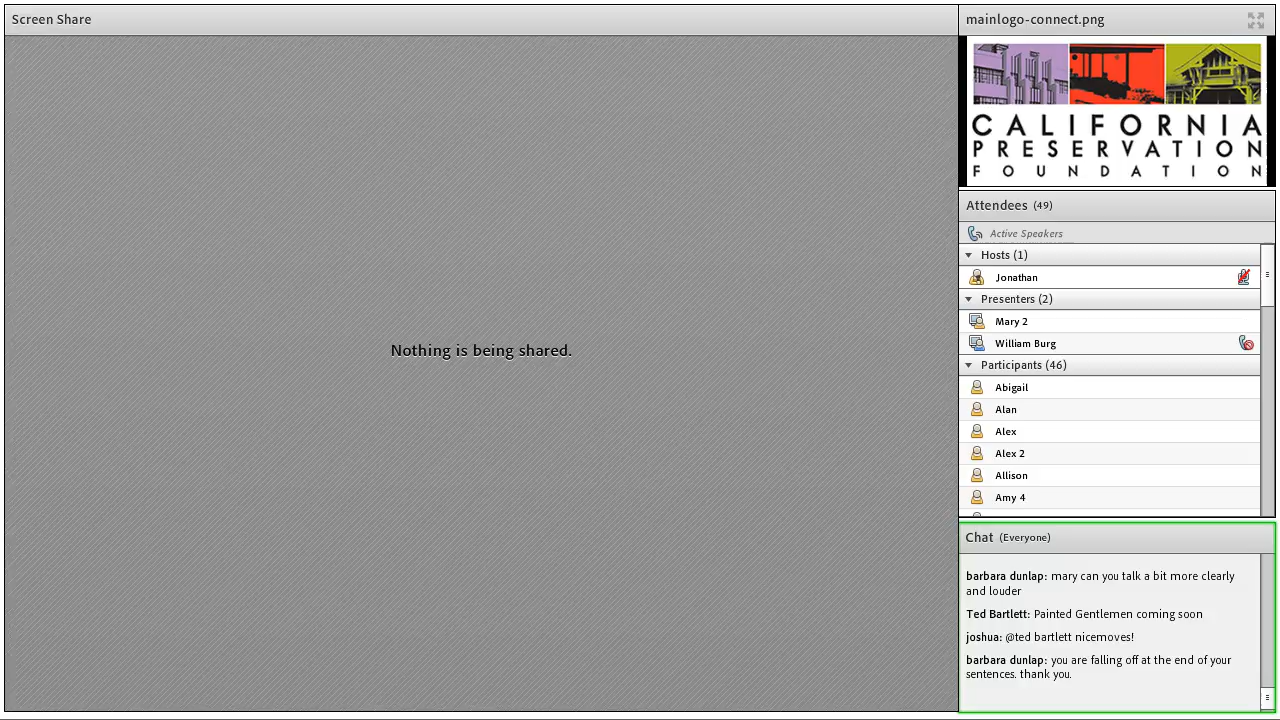 Screen Share
Nothing is being shared.
mainlogo-connect.png
CALIFORNIA
PRESERVATION
FOUNDATION
Attendees (49)
Active Speakers
Hosts (1)
Jonathan
Presenters (2)
Mary 2
William Burg
Participants (46)
Abigail
Alan
Alex
Alex 2
Allison
Amy 4
Chat (Everyone)
barbara dunlap: mary can you talk a bit more clearly
and louder
Ted Bartlett: Painted Gentlemen coming soon
joshua: @ted bartlett nicemoves!
barbara dunlap: you are falling off at the end of your
sentences. thank you.